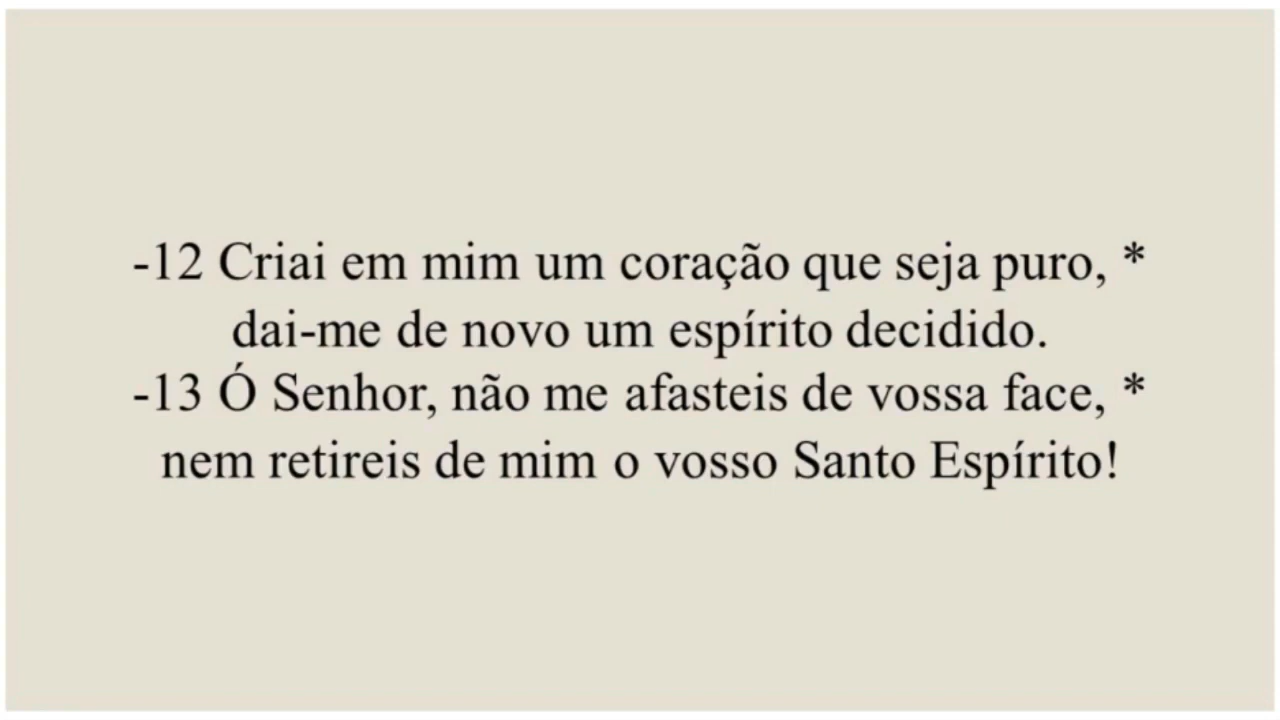 -12 Criai em mim um coração que seja puro, *
dai-me de novo um espírito decidido.
-13 Ó Senhor, não me afasteis de vossa face, *
nem retireis de mim o vosso Santo Espírito!